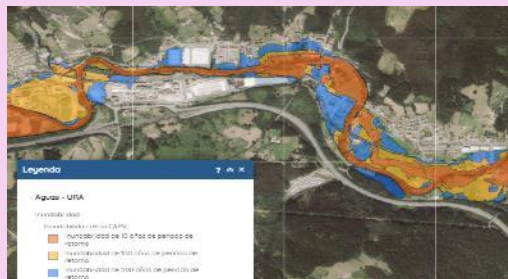 Leyenda
Aguas - URA
Inundabilidad
Inundabilidad de la CAPV
Inundabilidad de 10 años de periodo de
retorno
Inundabilidad de 100 años de periodo de
retorno
Inundabilidad de 500 años de periodo de
retorno